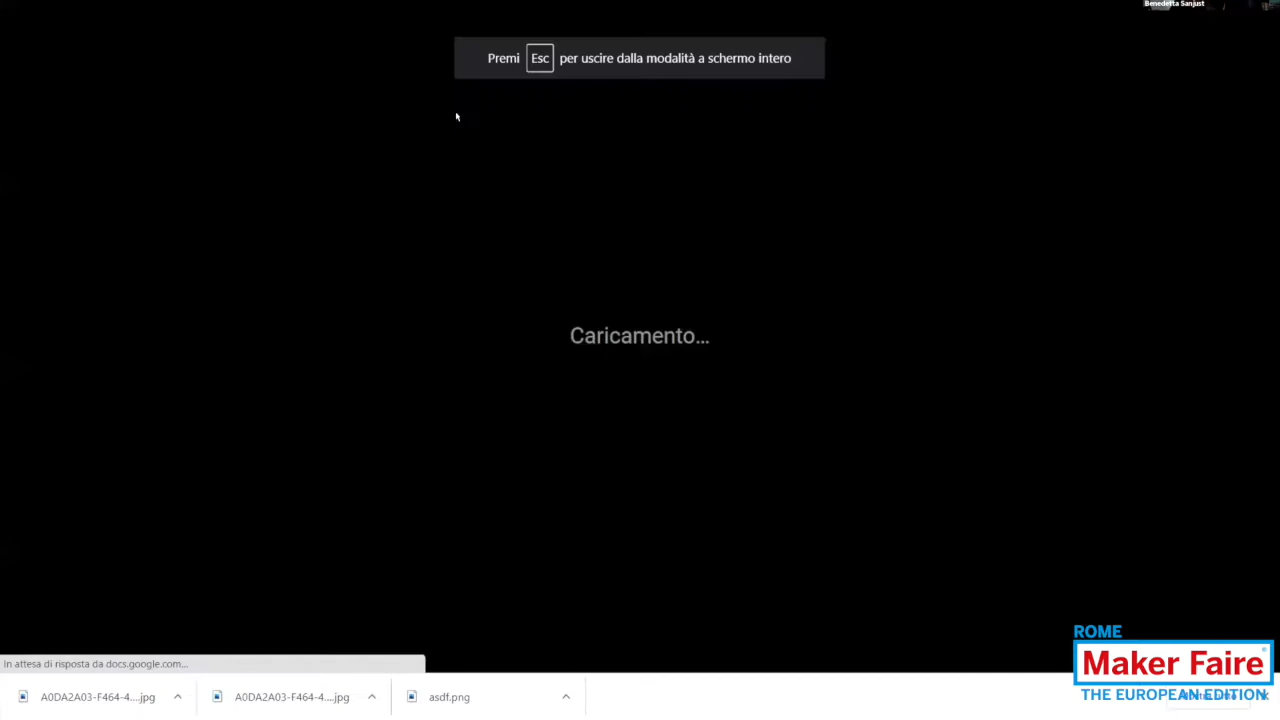 Benedetta Sanjust
Premi Esc per uscire dalla modalità a schermo intero
Caricamento...
In attesa di risposta da docs.google.com...
A0DA2A03-F464-4....jpg
A0DA2A03-F464-4....jpg
asdf.png
ROME
Maker Faire®
THE EUROPEAN EDITION